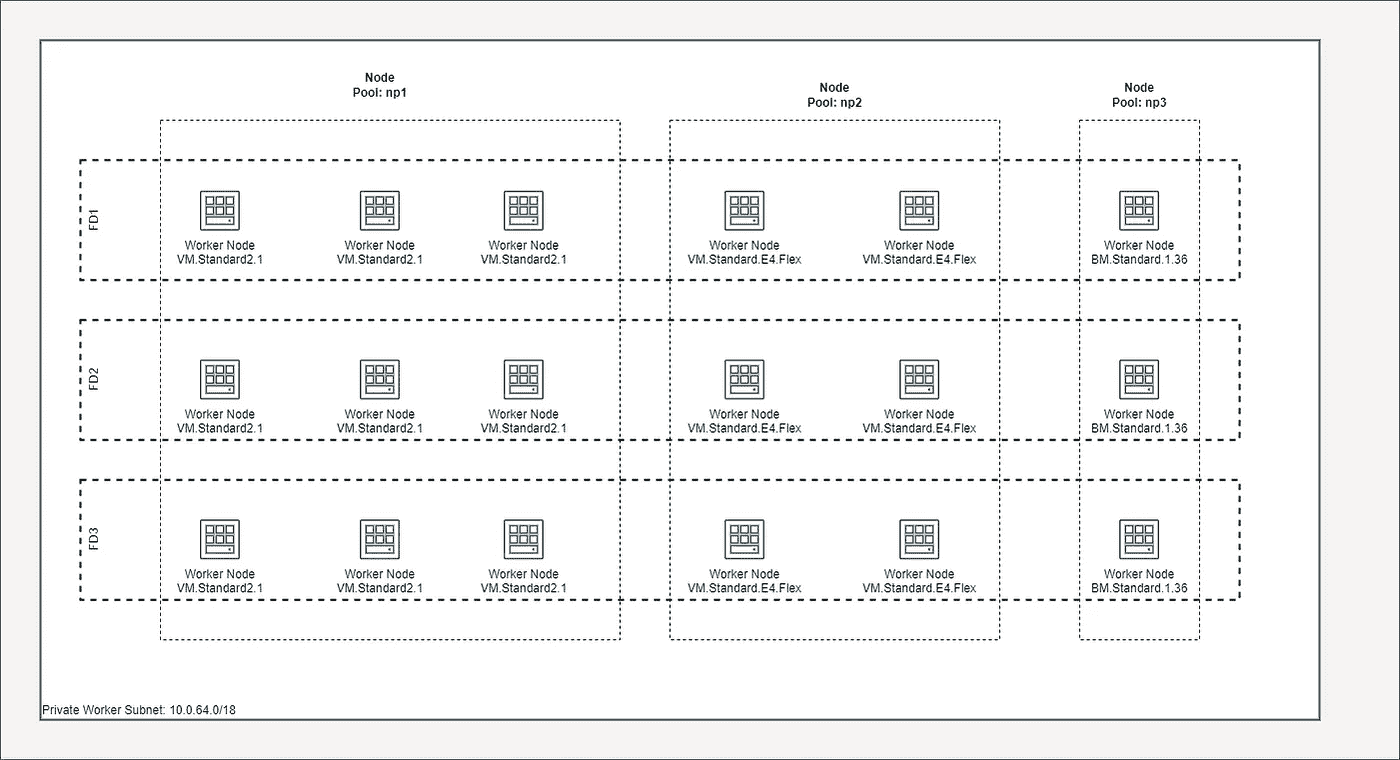 Node
Pool: np1
Node
Pool: np2
Node
Pool: np3
FD1
Worker Node
VM.Standard2.1
Worker Node
VM.Standard2.1
Worker Node
VM.Standard2.1
Worker Node
VM.Standard.E4.Flex
Worker Node
VM.Standard.E4.Flex
Worker Node
BM.Standard.1.36
FD2
Worker Node
VM.Standard2.1
Worker Node
VM.Standard2.1
Worker Node
VM.Standard2.1
Worker Node
VM.Standard.E4.Flex
Worker Node
VM.Standard.E4.Flex
Worker Node
BM.Standard.1.36
FD3
Worker Node
VM.Standard2.1
Worker Node
VM.Standard2.1
Worker Node
VM.Standard2.1
Worker Node
VM.Standard.E4.Flex
Worker Node
VM.Standard.E4.Flex
Worker Node
BM.Standard.1.36
Private Worker Subnet: 10.0.64.0/18